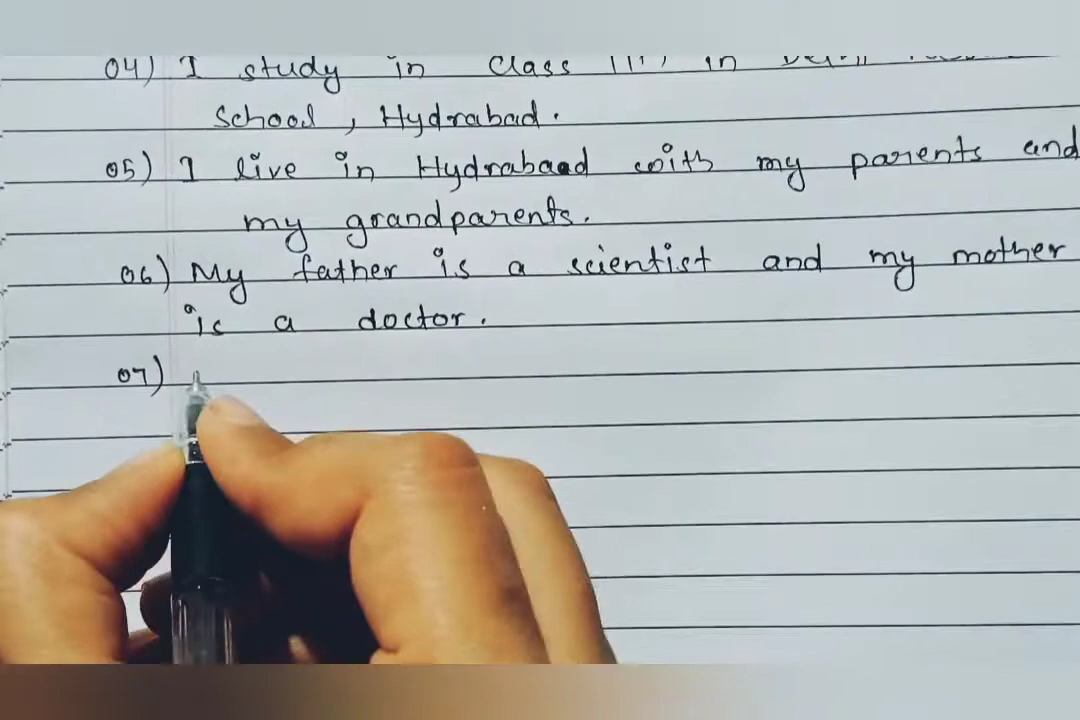 04) I study in Class in
School, Hydrabad.
05) I live in Hydrabaad with my parents and
my grandparents.
06) My father is a scientist and my mother
is a doctor.
07)